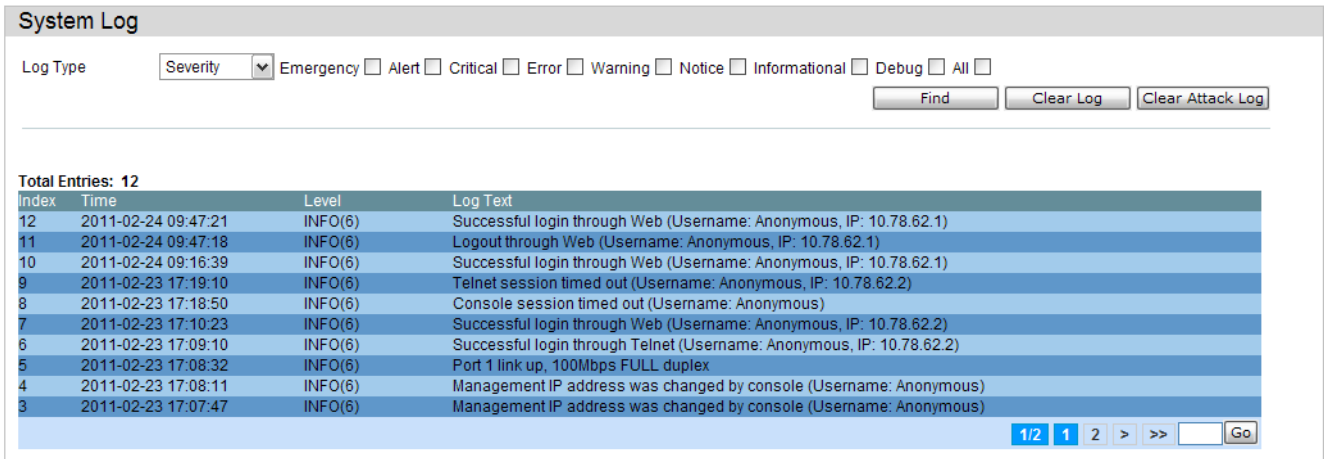 System Log
Log Type Severity Emergency Alert Critical Error Warning Notice Informational Debug All
Find Clear Log Clear Attack Log
Total Entries: 12
Index Time Level Log Text
12 2011-02-24 09:47:21 INFO(6) Successful login through Web (Username: Anonymous, IP: 10.78.62.1)
11 2011-02-24 09:47:18 INFO(6) Logout through Web (Username: Anonymous, IP: 10.78.62.1)
10 2011-02-24 09:16:39 INFO(6) Successful login through Web (Username: Anonymous, IP: 10.78.62.1)
9 2011-02-23 17:19:10 INFO(6) Telnet session timed out (Username: Anonymous, IP: 10.78.62.2)
8 2011-02-23 17:18:50 INFO(6) Console session timed out (Username: Anonymous)
7 2011-02-23 17:10:23 INFO(6) Successful login through Web (Username: Anonymous, IP: 10.78.62.2)
6 2011-02-23 17:09:10 INFO(6) Successful login through Telnet (Username: Anonymous, IP: 10.78.62.2)
5 2011-02-23 17:08:32 INFO(6) Port 1 link up, 100Mbps FULL duplex
4 2011-02-23 17:08:11 INFO(6) Management IP address was changed by console (Username: Anonymous)
3 2011-02-23 17:07:47 INFO(6) Management IP address was changed by console (Username: Anonymous)
1/2 1 2 > >> Go